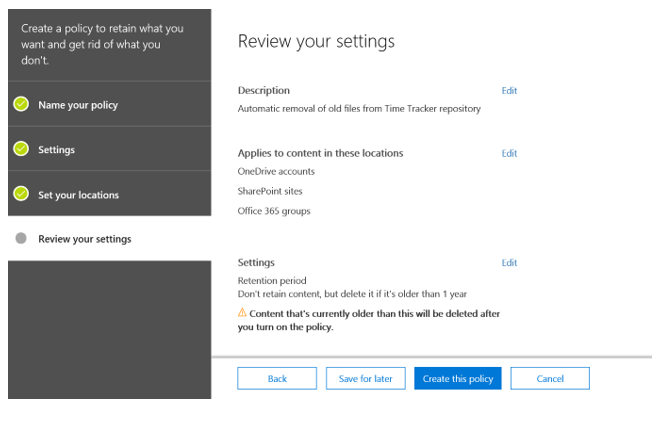 Create a policy to retain what you
want and get rid of what you
don't.
Name your policy
Settings
Set your locations
Review your settings
Review your settings
Description Edit
Automatic removal of old files from Time Tracker repository
Applies to content in these locations Edit
OneDrive accounts
SharePoint sites
Office 365 groups
Settings Edit
Retention period
Don't retain content, but delete it if it's older than 1 year
Content that's currently older than this will be deleted after
you turn on the policy.
Back Save for later Create this policy Cancel